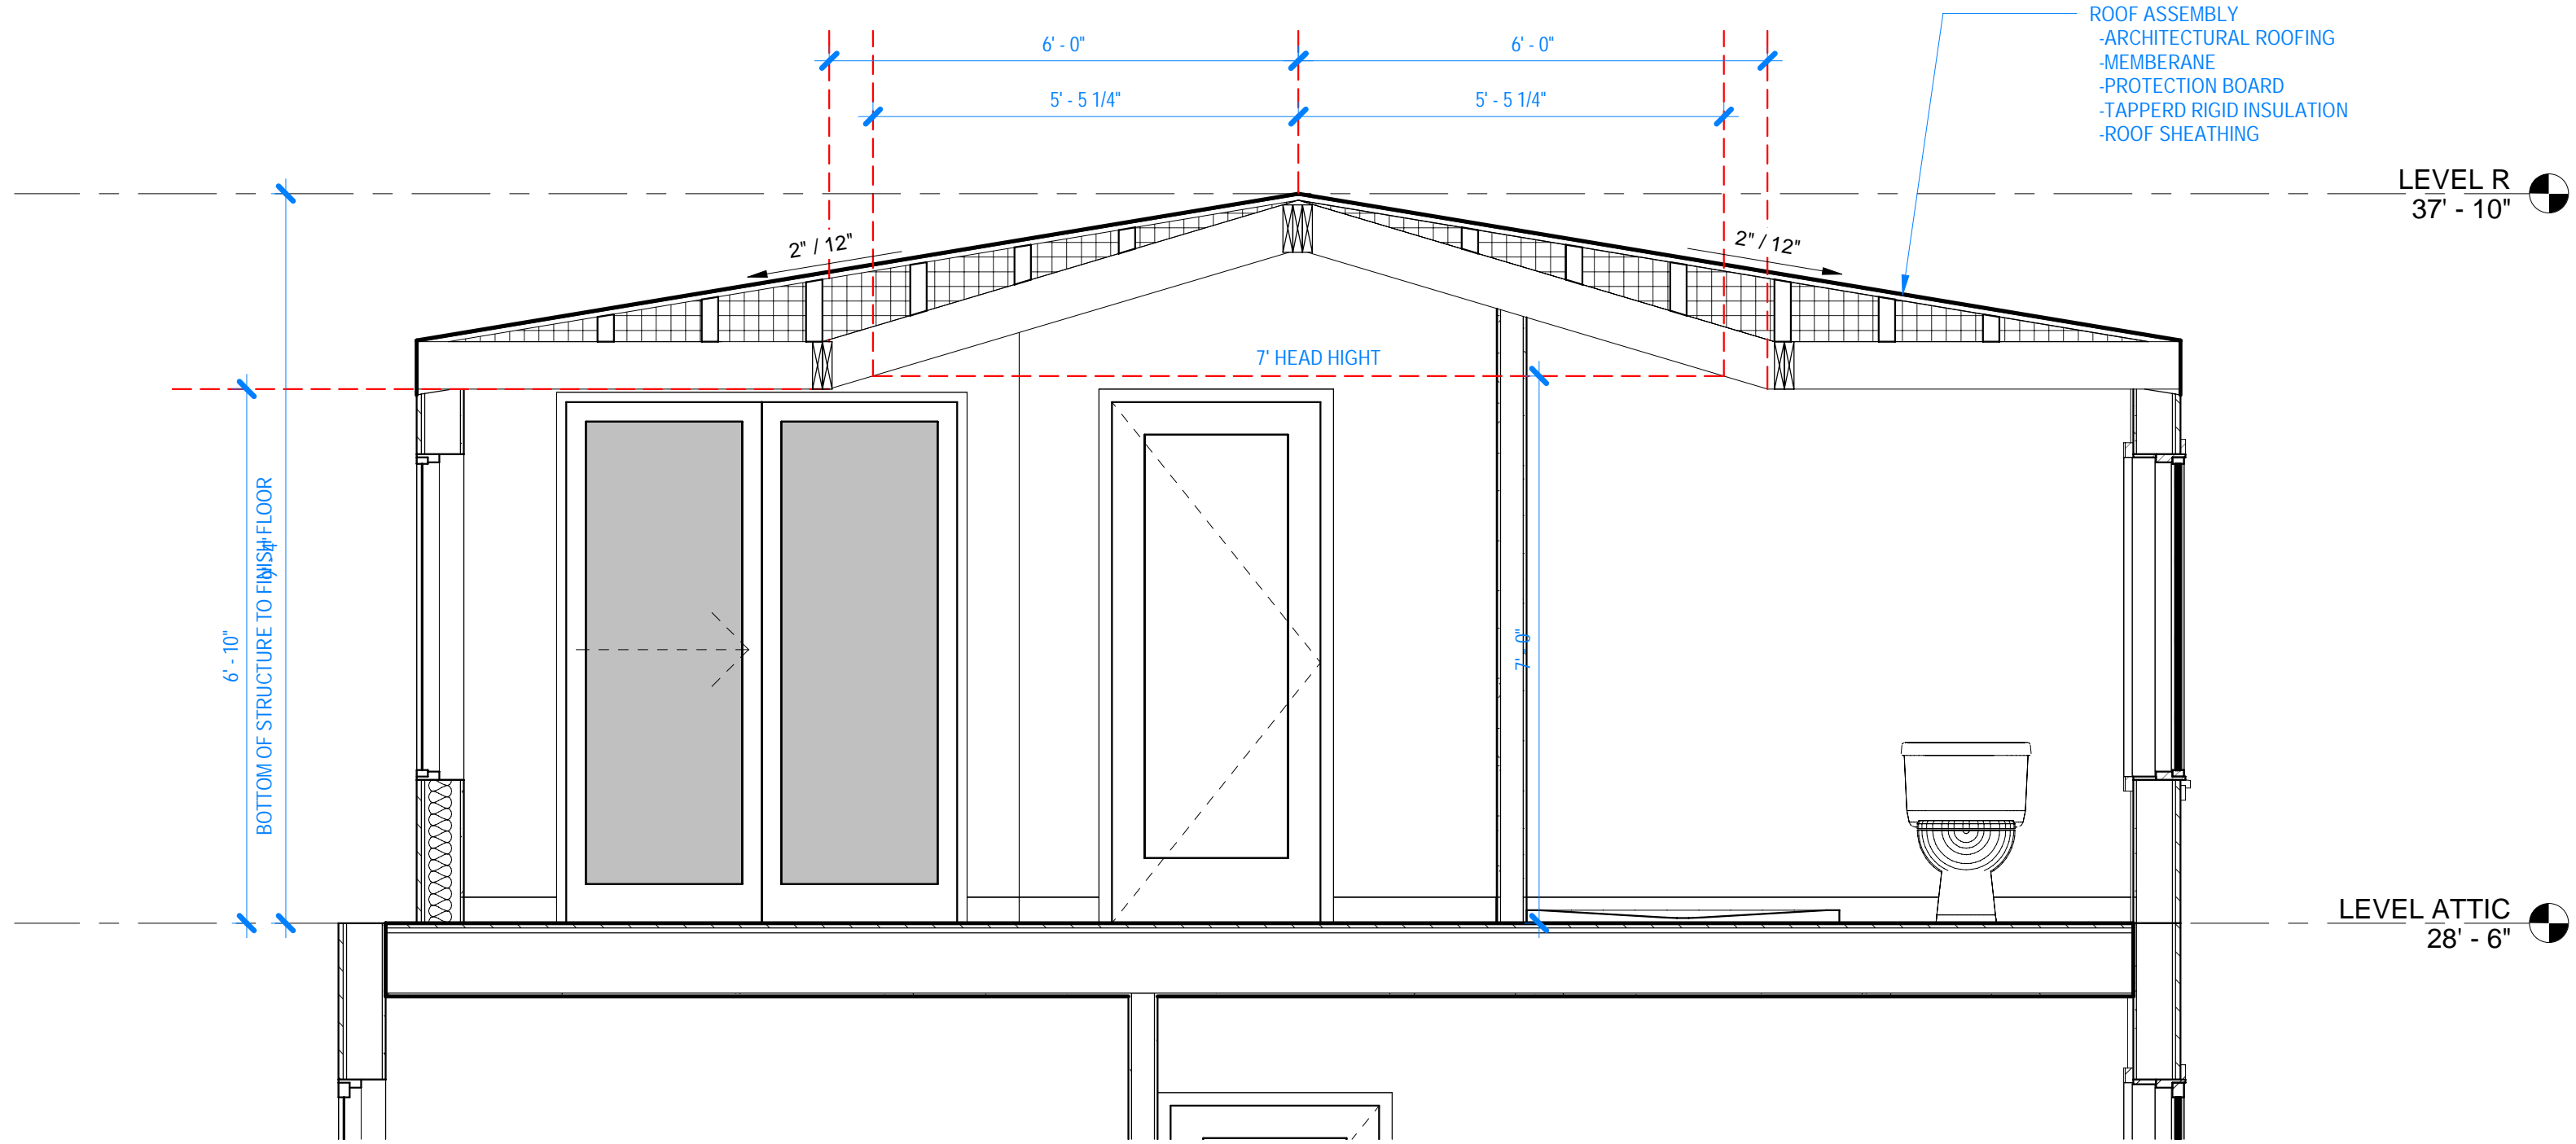 ROOF ASSEMBLY
-ARCHITECTURAL ROOFING
-MEMBERANE
-PROTECTION BOARD
-TAPPERD RIGID INSULATION
-ROOF SHEATHING
6' - 0"
6' - 0"
5' - 5 1/4"
5' - 5 1/4"
LEVEL R
37' - 10"
2" / 12"
2" / 12"
7' HEAD HIGHT
6' - 10"
BOTTOM OF STRUCTURE TO FINISH FLOOR
9' - 4"
7' - 0"
LEVEL ATTIC
28' - 6"